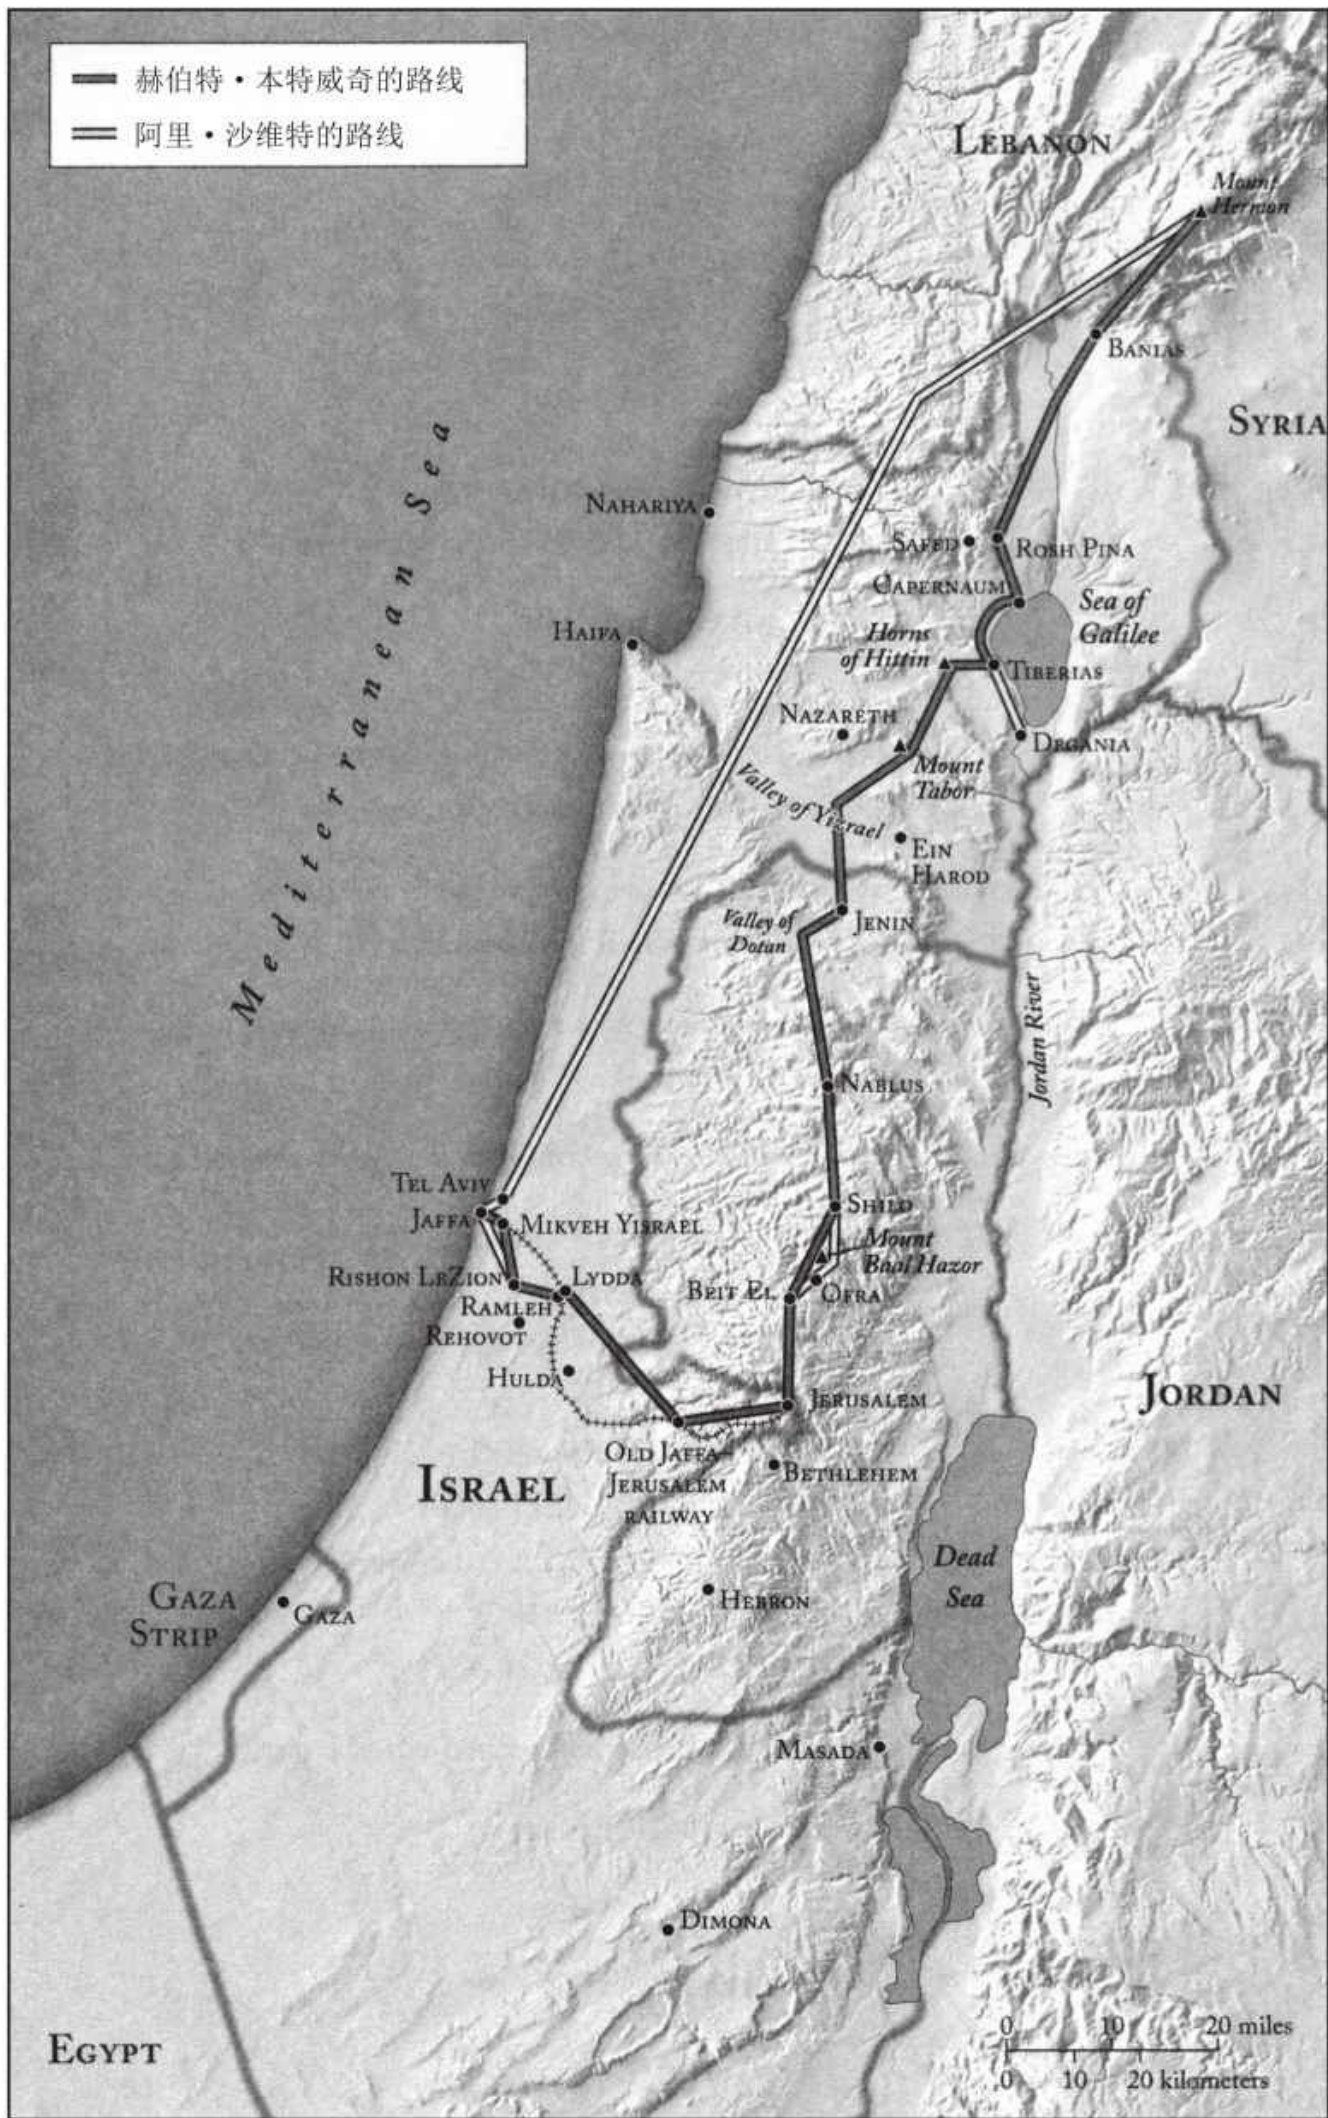 赫伯特·本特威奇的路线
阿里·沙维特的路线
LEBANON
Mount
Hermon
BANIAS
SYRIA
Mediterranean Sea
NAHARIYA
SAFED
ROSH PINA
CAPERNAUM
Sea of
Galilee
HAIFA
Horns
of Hittin
TIBERIAS
NAZARETH
DEGANIA
Mount
Tabor
Valley of Yizrael
EIN
HAROD
JENIN
Valley of
Dotan
Jordan River
NABLUS
TEL AVIV
JAFFA
MIKVEH YISRAEL
SHILO
Mount
Baal Hazor
RISHON LEZION
LYDDA
BEIT EL
OFRA
RAMLEH
REHOVOT
HULDA
JERUSALEM
JORDAN
OLD JAFFA–
JERUSALEM
RAILWAY
BETHLEHEM
ISRAEL
Dead
Sea
GAZA
STRIP
GAZA
HEBRON
MASADA
DIMONA
EGYPT
0 10 20 miles
0 10 20 kilometers